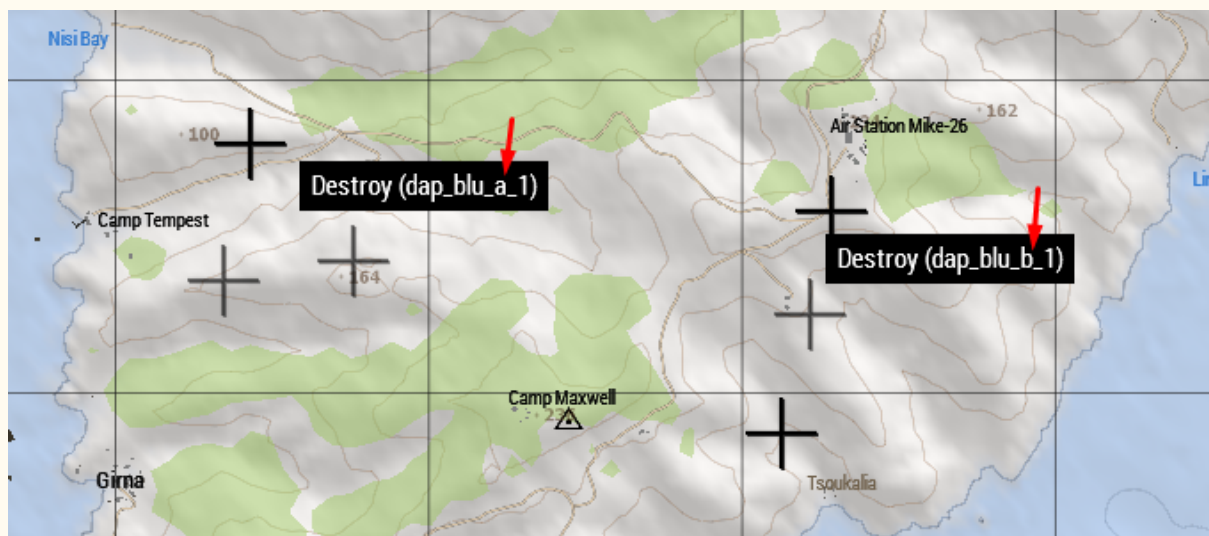 Nisi Bay
162
Air Station Mike-26
100
Destroy (dap_blu_a_1)
Camp Tempest
Destroy (dap_blu_b_1)
164
Camp Maxwell
Girna
Tsoukalia